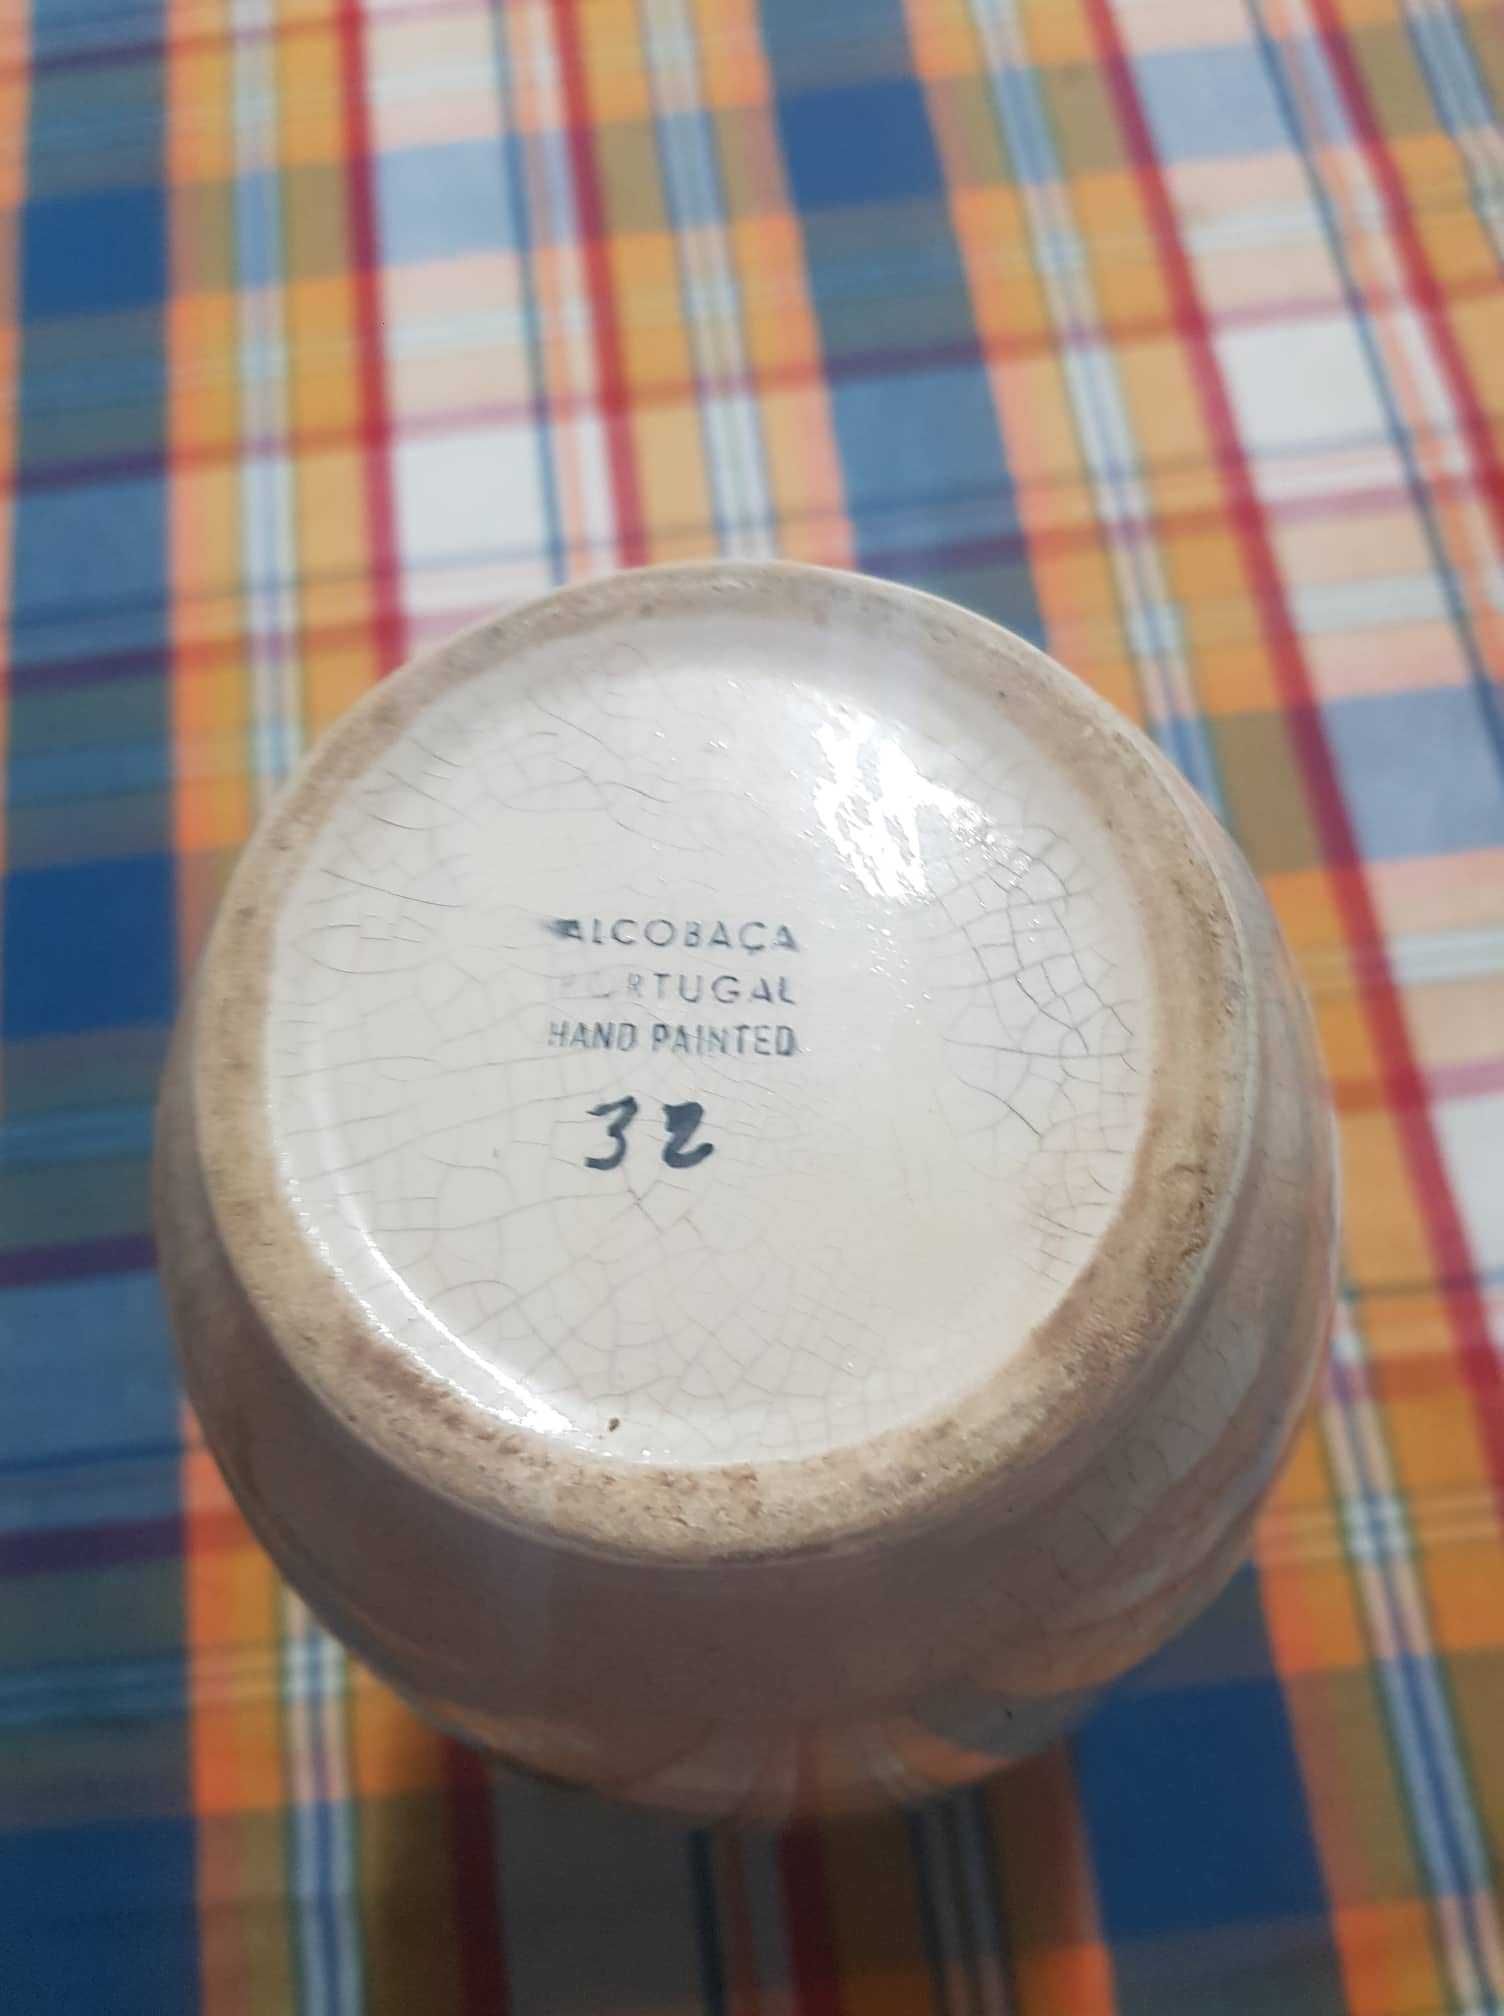 ALCOBAÇA
PORTUGAL
HAND PAINTED
32